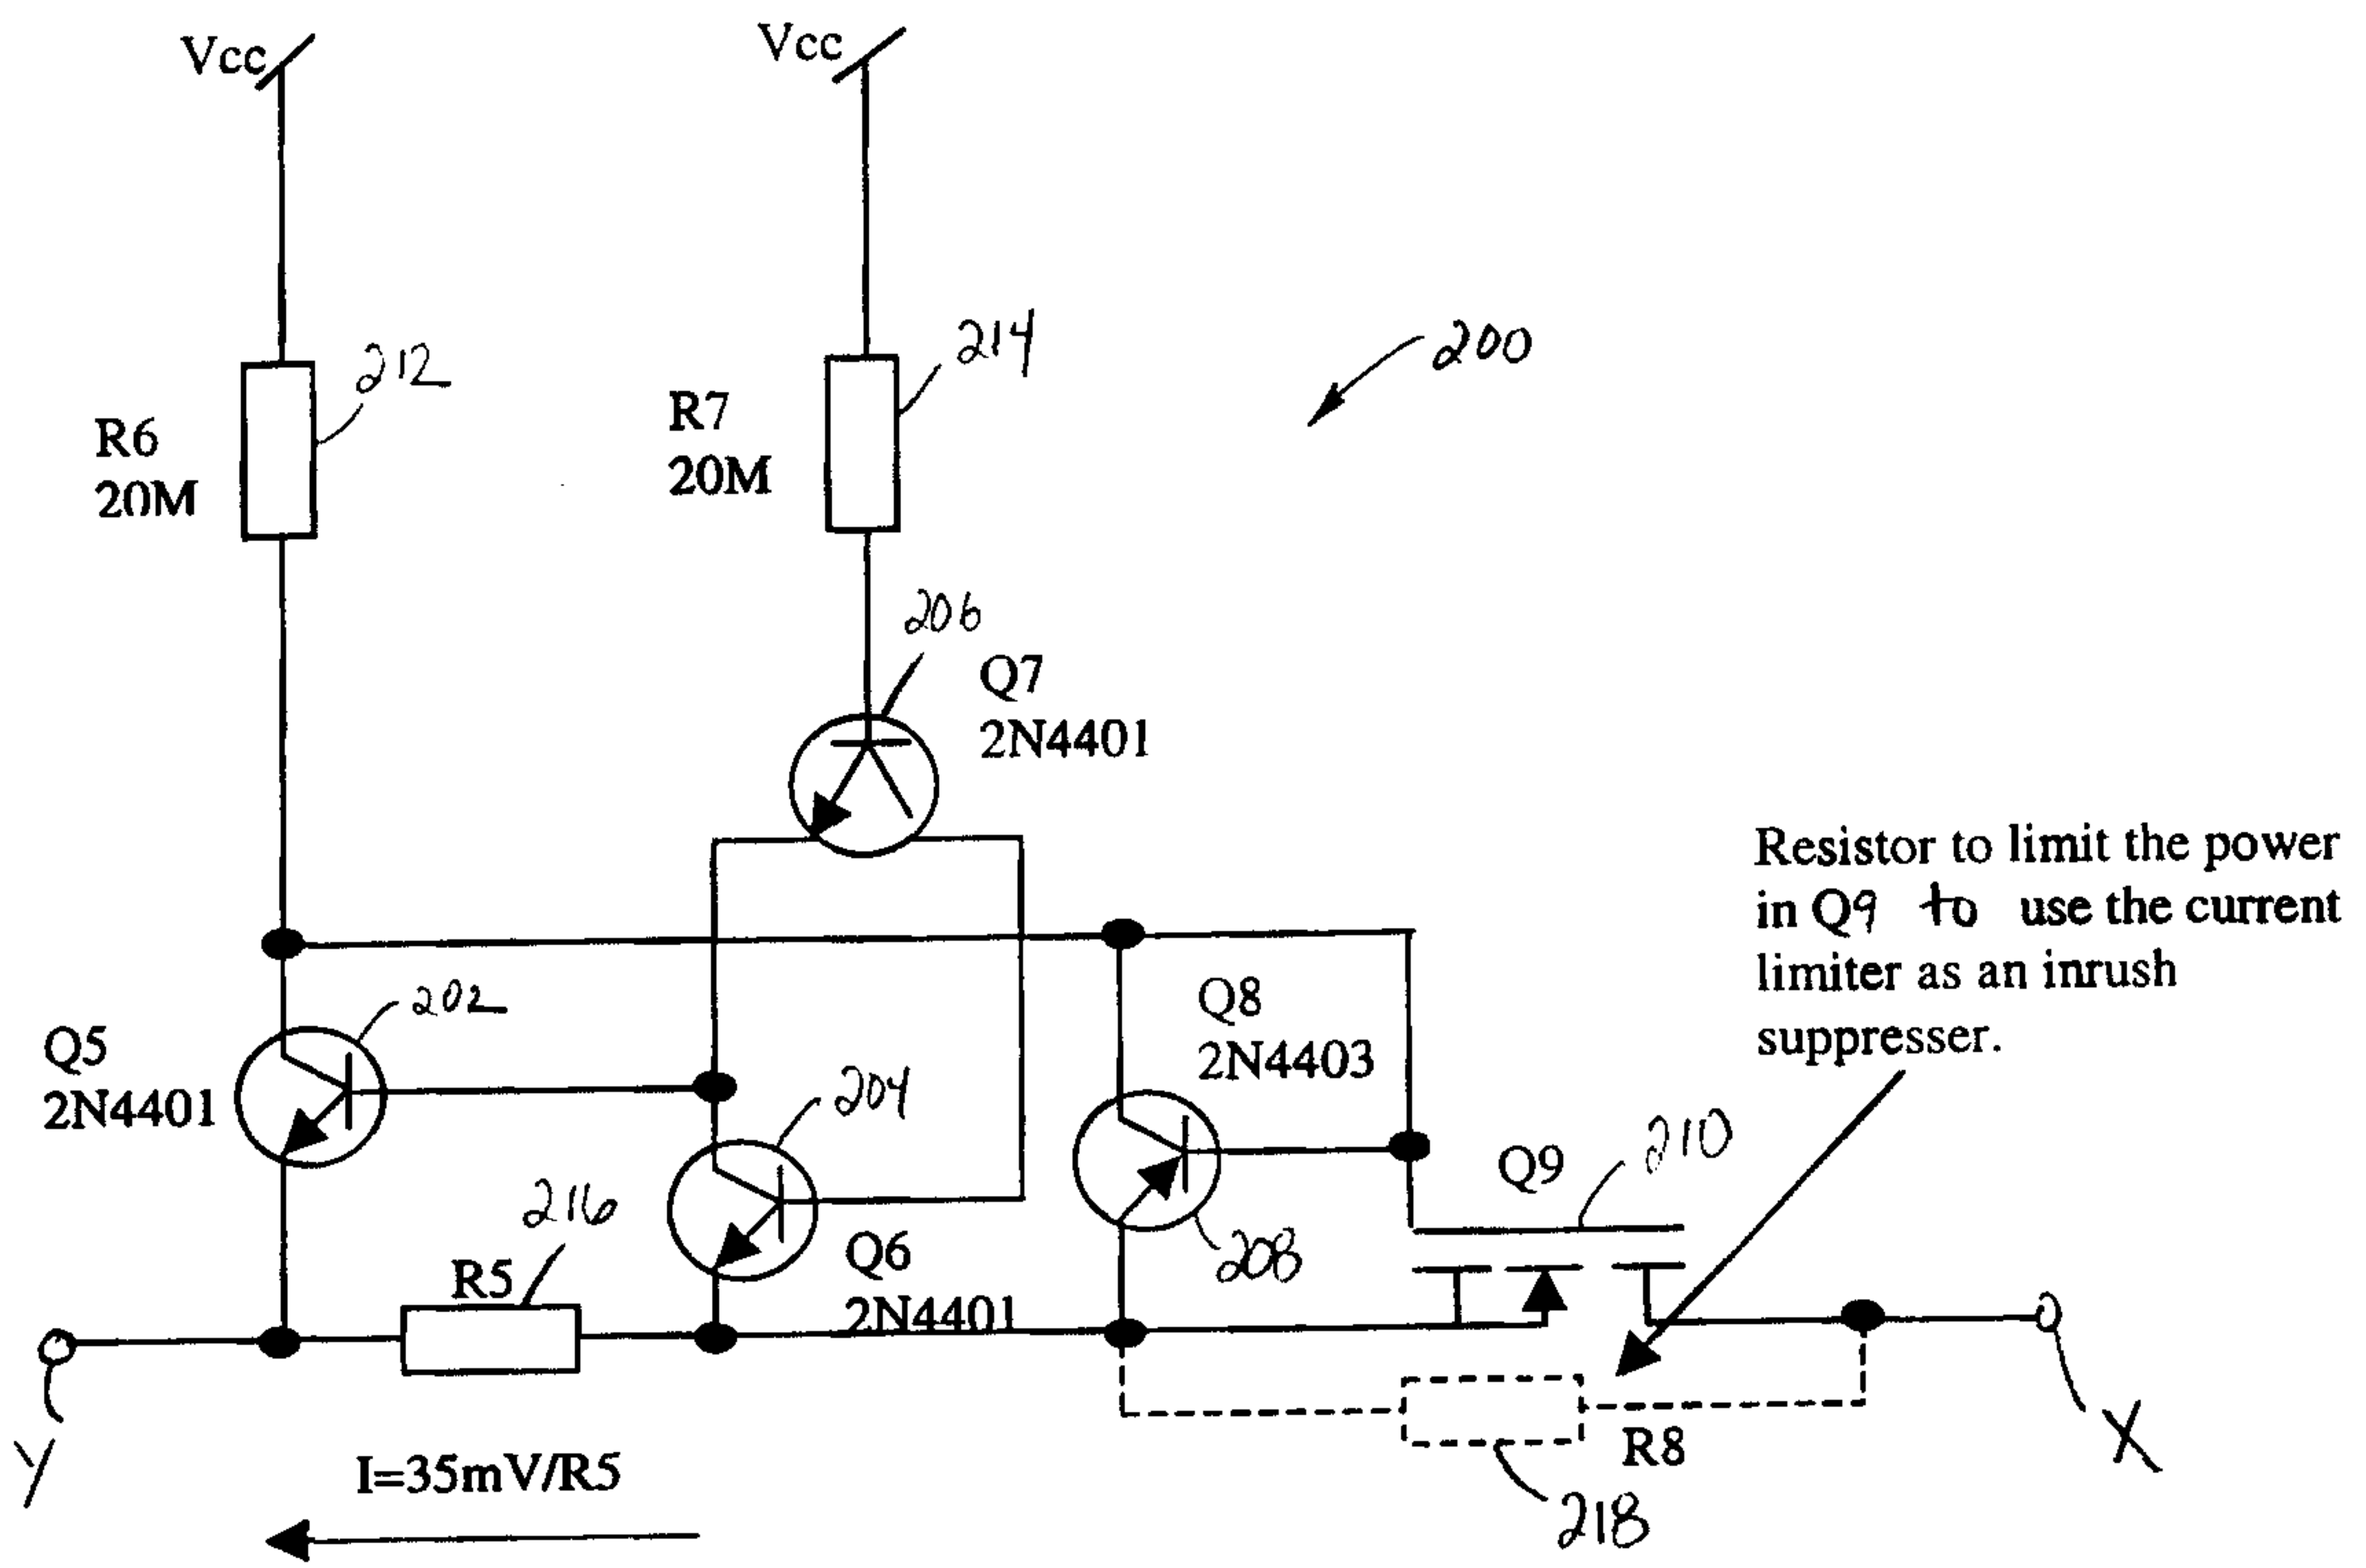 Vcc
Vcc
212
214
200
R6
20M
R7
20M
206
Q7
2N4401
Resistor to limit the power
in Q9 to use the current
limiter as an inrush
suppresser.
202
Q5
2N4401
204
Q8
2N4403
Q9
210
216
R5
Q6
2N4401
208
Y
X
I=35mV/R5
R8
218